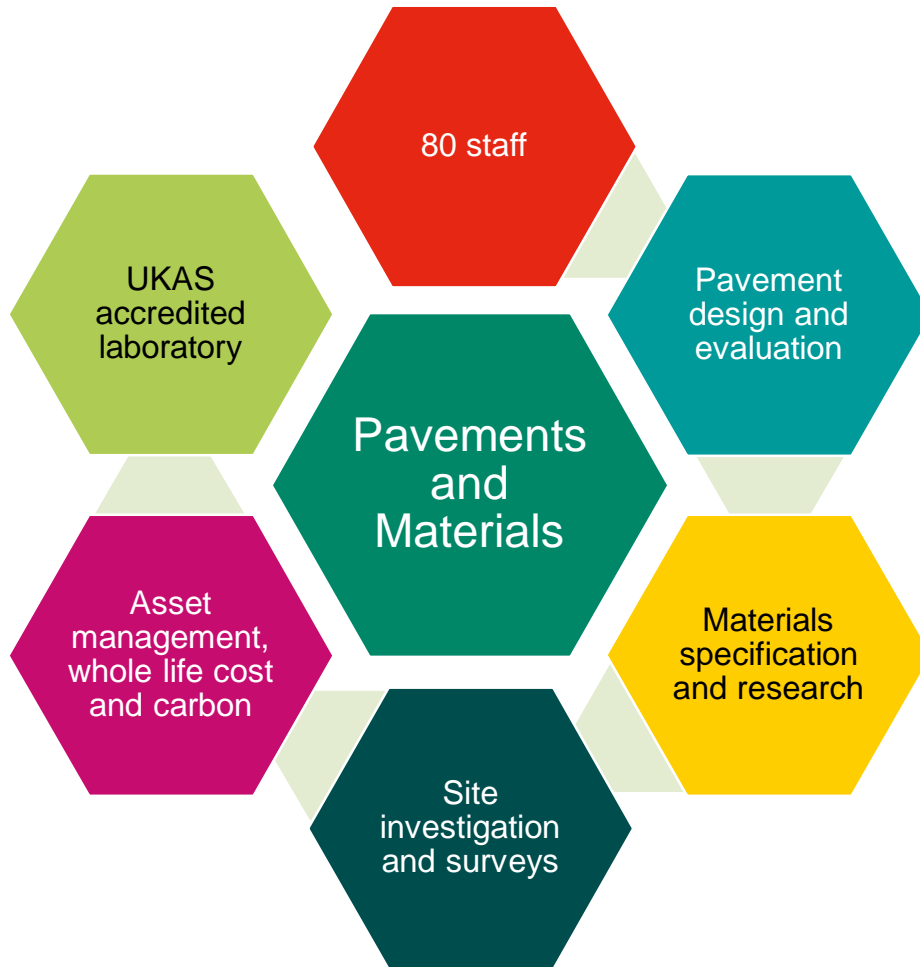 80 staff
Pavement
design and
evaluation
Materials
specification
and research
Site
investigation
and surveys
Asset
management,
whole life cost
and carbon
UKAS
accredited
laboratory
Pavements
and
Materials